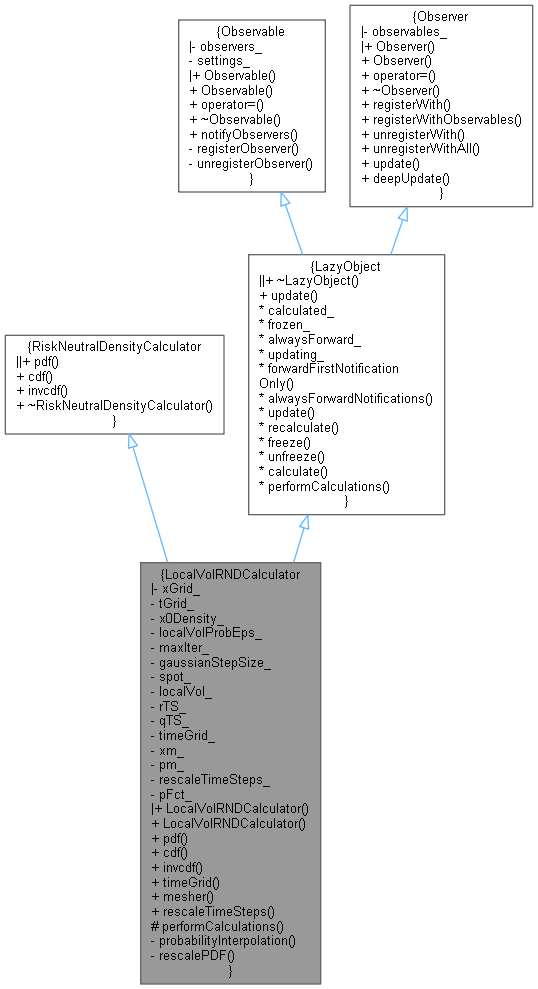 {Observable
|- observers_
- settings_
|+ Observable()
+ Observable()
+ operator=()
+ ~Observable()
+ notifyObservers()
- registerObserver()
- unregisterObserver()
}
{Observer
|- observables_
|+ Observer()
+ Observer()
+ operator=()
+ ~Observer()
+ registerWith()
+ registerWithObservables()
+ unregisterWith()
+ unregisterWithAll()
+ update()
+ deepUpdate()
}
{LazyObject
||+ ~LazyObject()
+ update()
* calculated_
* frozen_
* alwaysForward_
* updating_
* forwardFirstNotification
Only()
* alwaysForwardNotifications()
* update()
* recalculate()
* freeze()
* unfreeze()
* calculate()
* performCalculations()
}
{RiskNeutralDensityCalculator
||+ pdf()
+ cdf()
+ invcdf()
+ ~RiskNeutralDensityCalculator()
}
{LocalVolRNDCalculator
|- xGrid_
- tGrid_
- x0Density_
- localVolProbEps_
- maxIter_
- gaussianStepSize_
- spot_
- localVol_
- rTS_
- qTS_
- timeGrid_
- xm_
- pm_
- rescaleTimeSteps_
- pFct_
|+ LocalVolRNDCalculator()
+ LocalVolRNDCalculator()
+ pdf()
+ cdf()
+ invcdf()
+ timeGrid()
+ mesher()
+ rescaleTimeSteps()
# performCalculations()
- probabilityInterpolation()
- rescalePDF()
}